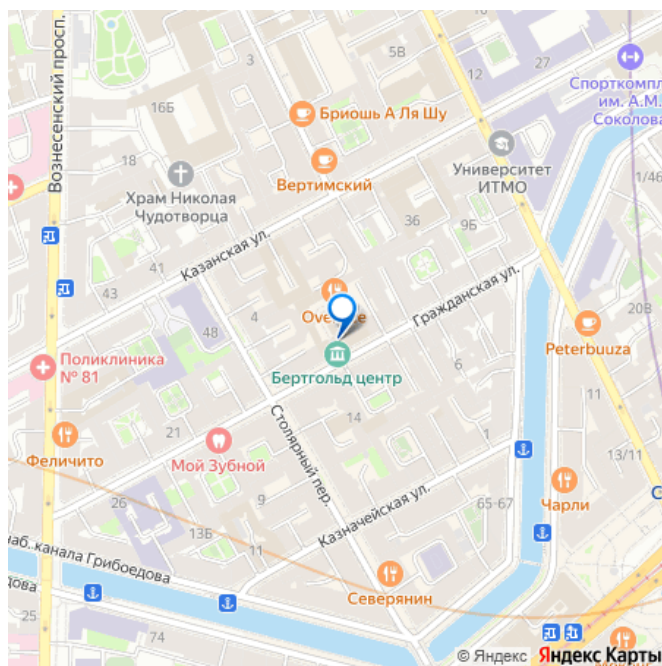 5В
12
27
3
Спорткомпл
им. А.М.
Соколова
Вознесенский просп.
16Б
Бриошь А Ля Шу
18
Вертимский
Университет
ИТМО
1/46
Храм Николая
Чудотворца
36
9Б
Казанская ул.
41
43
Гражданская ул.
20В
4
48
Peterbuuza
Поликлиника
№ 81
6
Бертгольд центр
11
21
14
Столярный пер.
1
13/11
Феличито
Мой Зубной
26
9
Казначейская ул.
65-67
Чарли
13Б
11
наб. канала Грибоедова
Северянин
25
74
© Яндекс Яндекс Карты